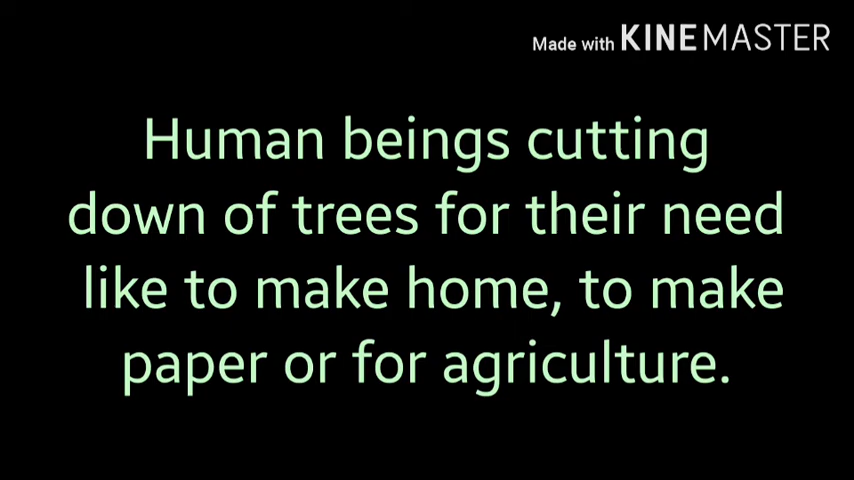 Made with KINEMASTER
Human beings cutting
down of trees for their need
like to make home, to make
paper or for agriculture.